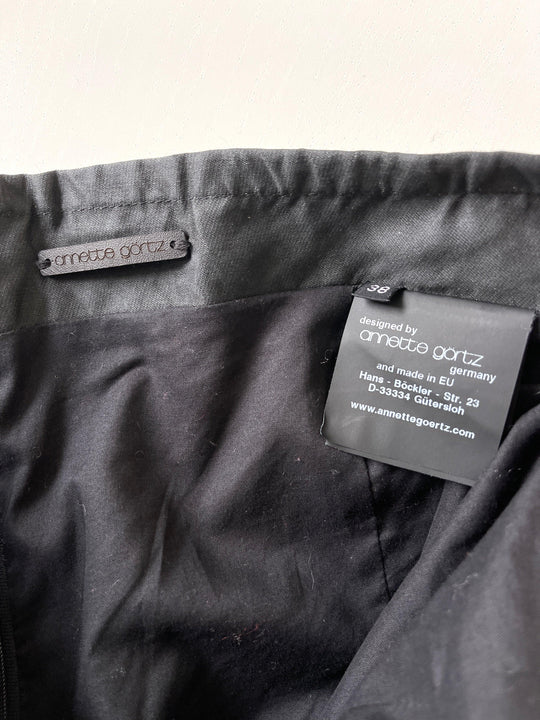 annette görtz
38
designed by
annette görtz
germany
and made in EU
Hans - Böckler - Str. 23
D-33334 Gütersloh
www.annettegoertz.com